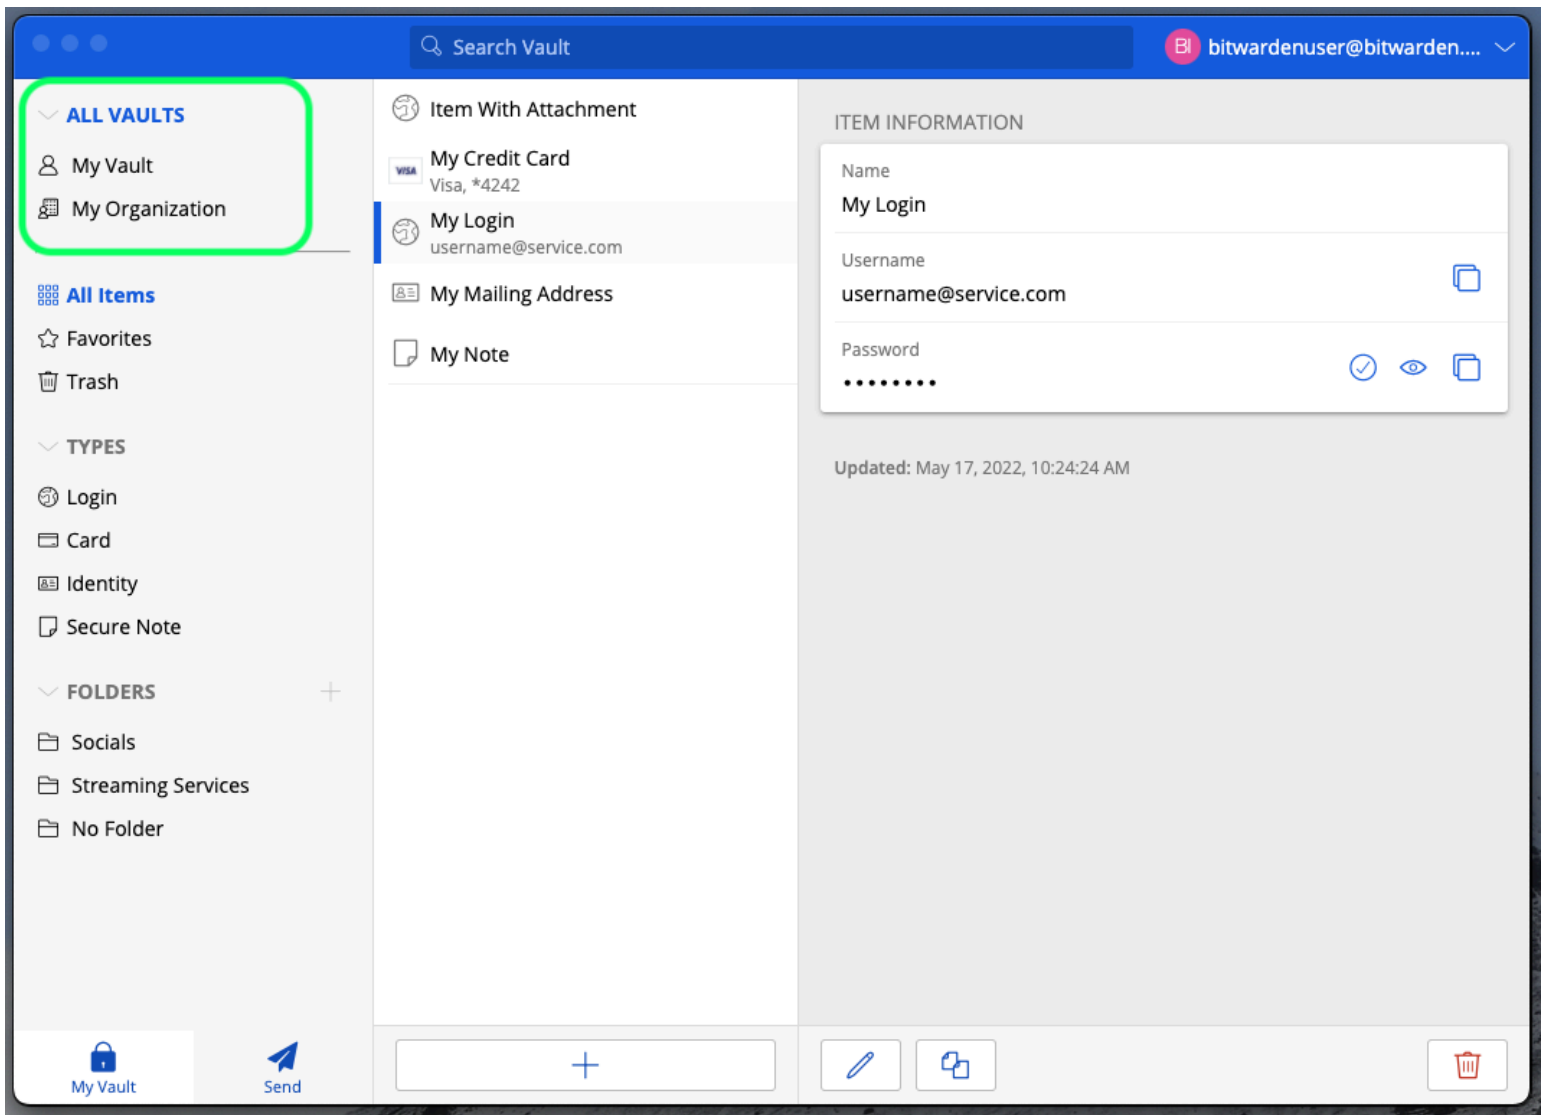 Search Vault
BI bitwardenuser@bitwarden....
ALL VAULTS
My Vault
My Organization
All Items
Favorites
Trash
TYPES
Login
Card
Identity
Secure Note
FOLDERS
Socials
Streaming Services
No Folder
My Vault
Send
Item With Attachment
VISA
My Credit Card
Visa, *4242
My Login
username@service.com
My Mailing Address
My Note
ITEM INFORMATION
Name
My Login
Username
username@service.com
Password
••••••••
Updated: May 17, 2022, 10:24:24 AM